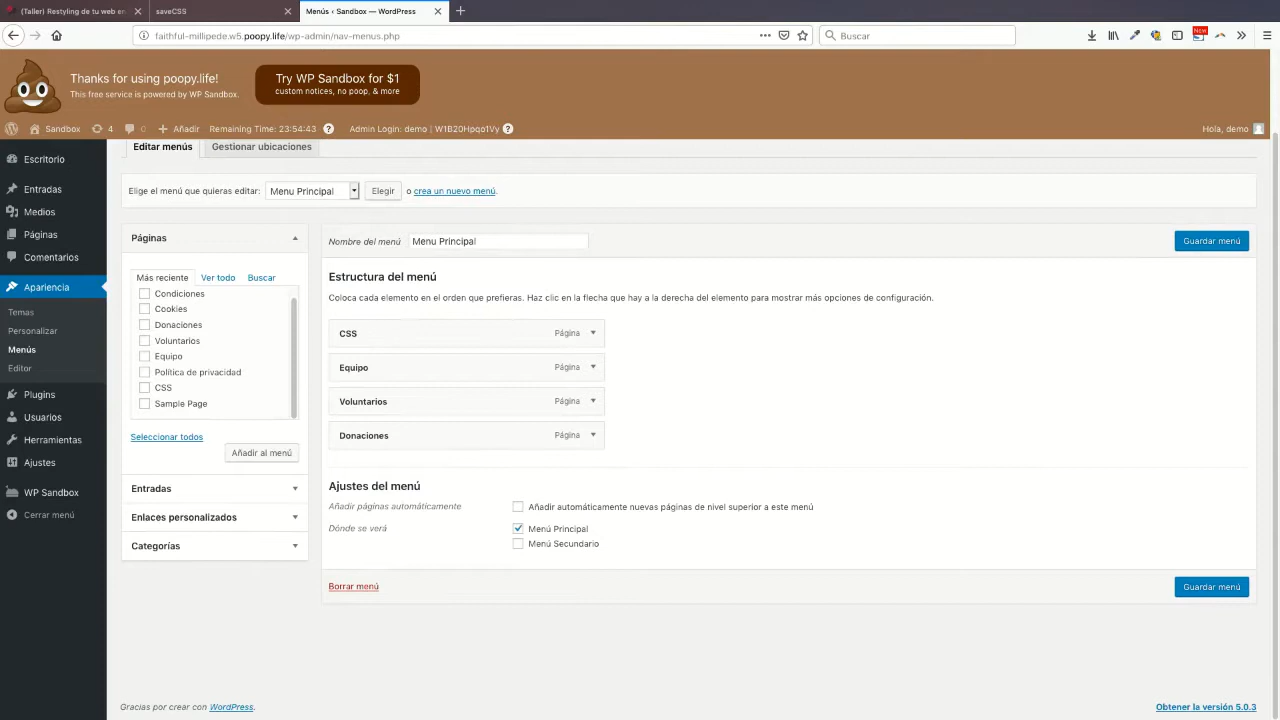 (Taller) Restyling de tu web en
saveCSS
Menús ‹ Sandbox — WordPress
faithful-millipede.w5.poopy.life/wp-admin/nav-menus.php
Buscar
New
Thanks for using poopy.life!
This free service is powered by WP Sandbox.
Try WP Sandbox for $1
custom notices, no poop, & more
Sandbox
4
0
Añadir
Remaining Time: 23:54:43
Admin Login: demo | W1B20Hpqo1Vy
Hola, demo
Escritorio
Entradas
Medios
Páginas
Comentarios
Apariencia
Temas
Personalizar
Menús
Editor
Plugins
Usuarios
Herramientas
Ajustes
WP Sandbox
Cerrar menú
Editar menús
Gestionar ubicaciones
Elige el menú que quieras editar: Menu Principal Elegir o crea un nuevo menú.
Páginas
Más reciente Ver todo Buscar
Condiciones
Cookies
Donaciones
Voluntarios
Equipo
Política de privacidad
CSS
Sample Page
Seleccionar todos
Añadir al menú
Entradas
Enlaces personalizados
Categorías
Nombre del menú Menu Principal
Guardar menú
Estructura del menú
Coloca cada elemento en el orden que prefieras. Haz clic en la flecha que hay a la derecha del elemento para mostrar más opciones de configuración.
CSS Página
Equipo Página
Voluntarios Página
Donaciones Página
Ajustes del menú
Añadir páginas automáticamente Añadir automáticamente nuevas páginas de nivel superior a este menú
Dónde se verá Menú Principal
Menú Secundario
Borrar menú
Guardar menú
Gracias por crear con WordPress.
Obtener la versión 5.0.3